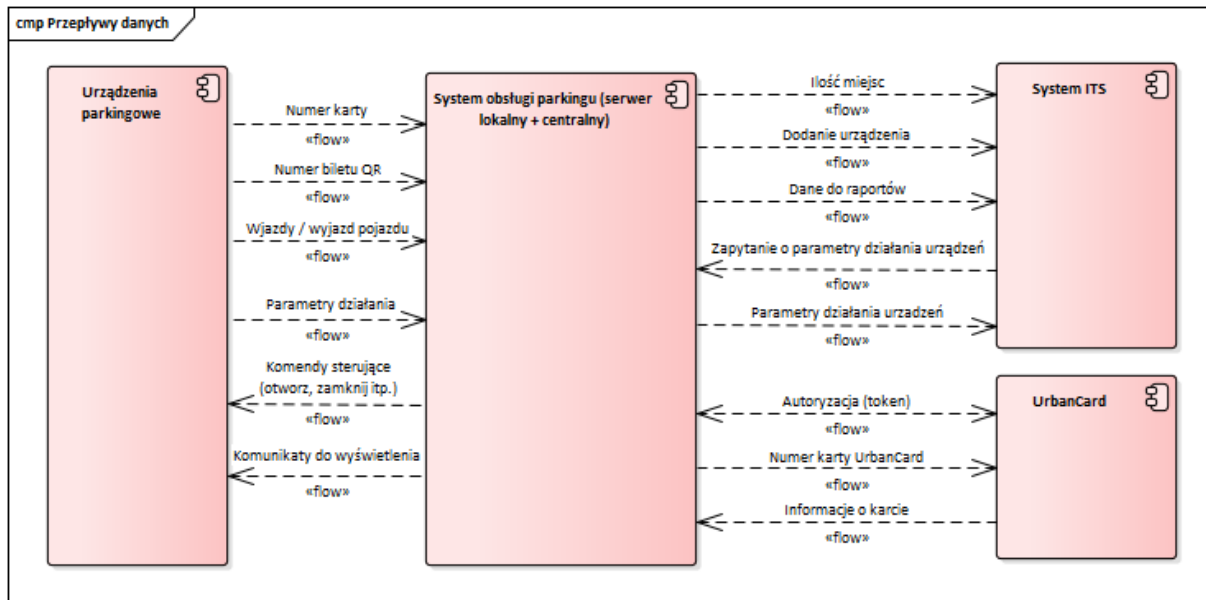 cmp Przepływy danych
Urządzenia
parkingowe
Numer karty
«flow»
Numer biletu QR
«flow»
Wjazdy / wyjazd pojazdu
«flow»
Parametry działania
«flow»
Komendy sterujące
(otworz, zamknij itp.)
«flow»
Komunikaty do wyświetlenia
«flow»
System obsługi parkingu (serwer
lokalny + centralny)
Ilość miejsc
«flow»
Dodanie urządzenia
«flow»
Dane do raportów
«flow»
Zapytanie o parametry działania urządzeń
«flow»
Parametry działania urzadzeń
«flow»
Autoryzacja (token)
«flow»
Numer karty UrbanCard
«flow»
Informacje o karcie
«flow»
System ITS
UrbanCard